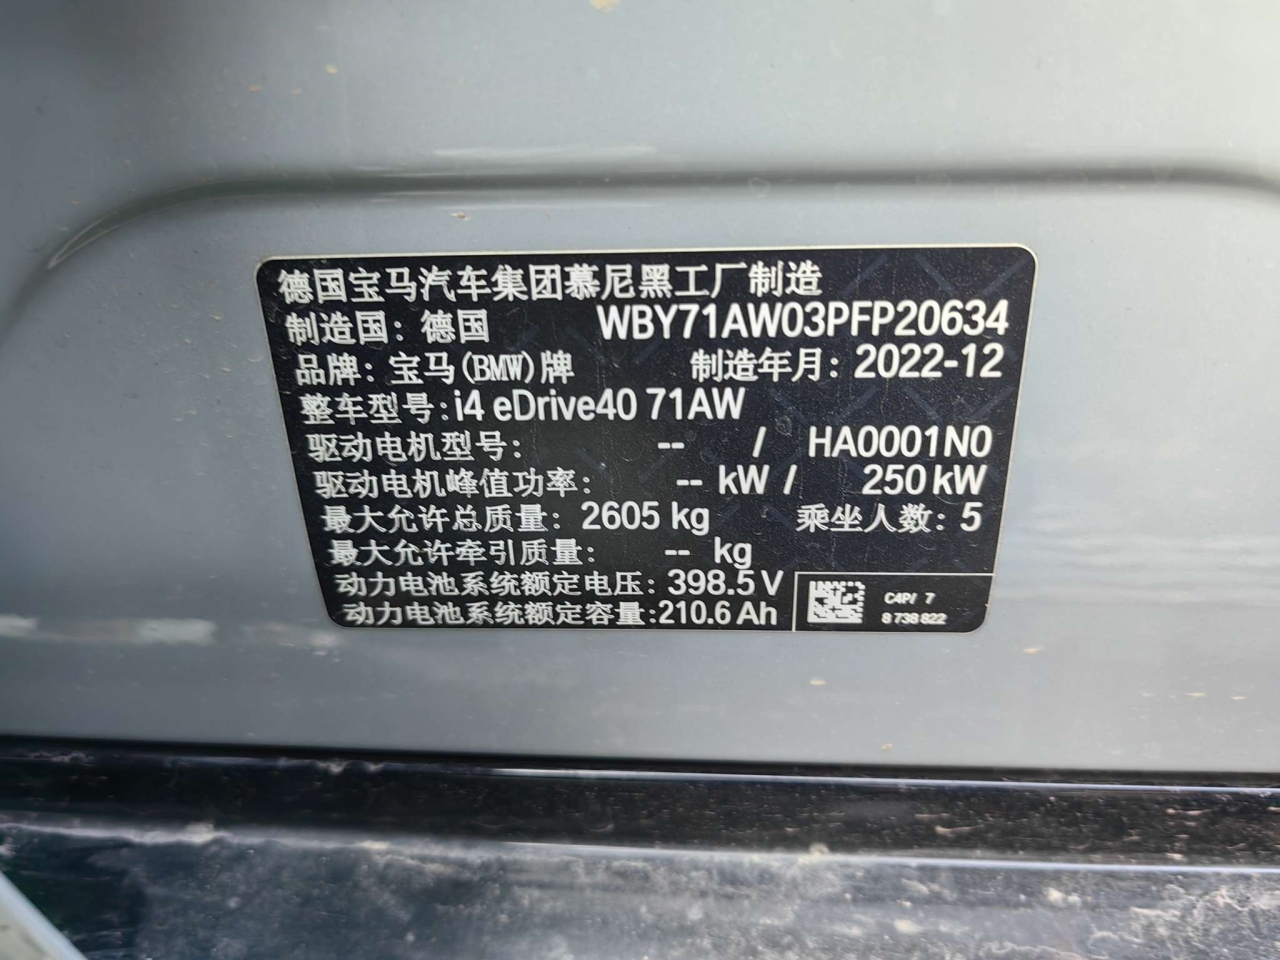 德国宝马汽车集团慕尼黑工厂制造
制造国: 德国 WBY71AW03PFP20634
品牌: 宝马(BMW)牌 制造年月: 2022-12
整车型号: i4 eDrive40 71AW
驱动电机型号: -- / HA0001N0
驱动电机峰值功率: -- kW / 250 kW
最大允许总质量: 2605 kg 乘坐人数: 5
最大允许牵引质量: -- kg
动力电池系统额定电压: 398.5 V
动力电池系统额定容量: 210.6 Ah
C4P/ 7
8 738 822